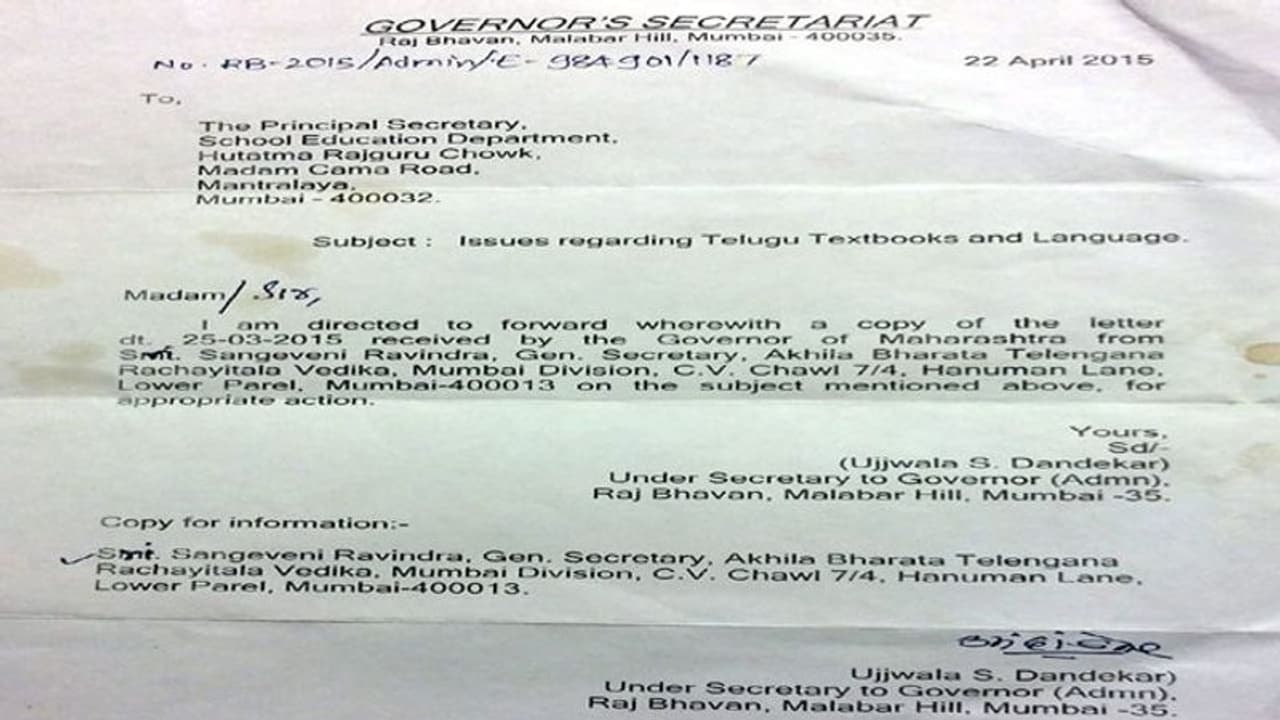 GOVERNOR'S SECRETARIAT
Raj Bhavan, Malabar Hill, Mumbai - 400035.
No. RB-2015/Admin/E- 984901/1187
22 April 2015
To,
The Principal Secretary,
School Education Department,
Hutatma Rajguru Chowk,
Madam Cama Road,
Mantralaya,
Mumbai - 400032.
Subject : Issues regarding Telugu Textbooks and Language.
Madam/ Sir,
I am directed to forward wherewith a copy of the letter
dt. 25-03-2015 received by the Governor of Maharashtra from
Sangeveni Ravindra, Gen. Secretary, Akhila Bharata Telengana
Rachayitala Vedika, Mumbai Division, C.V. Chawl 7/4, Hanuman Lane,
Lower Parel, Mumbai-400013 on the subject mentioned above, for
appropriate action.
Yours,
Sd/-
(Ujjwala S. Dandekar)
Under Secretary to Governor (Admn),
Raj Bhavan, Malabar Hill, Mumbai -35.
Copy for information:-
Sangeveni Ravindra, Gen. Secretary, Akhila Bharata Telengana
Rachayitala Vedika, Mumbai Division, C.V. Chawl 7/4, Hanuman Lane,
Lower Parel, Mumbai-400013.
Ujjwala S. Dandekar)
Under Secretary to Governor (Admn),
Raj Bhavan, Malabar Hill, Mumbai -35.